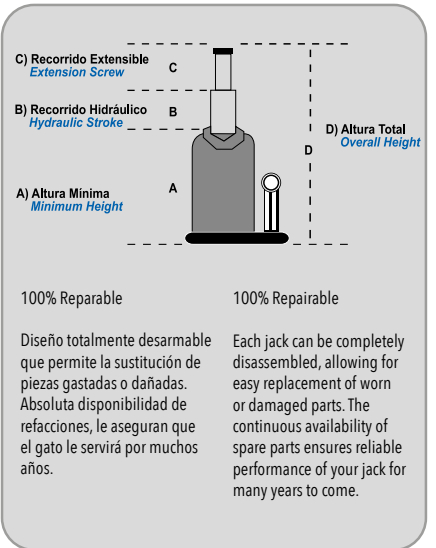 C) Recorrido Extensible
Extension Screw
C
B) Recorrido Hidráulico
Hydraulic Stroke
B
D) Altura Total
Overall Height
D
A) Altura Mínima
Minimum Height
A
100% Reparable
Diseño totalmente desarmable
que permite la sustitución de
piezas gastadas o dañadas.
Absoluta disponibilidad de
refacciones, le aseguran que
el gato le servirá por muchos
años.
100% Repairable
Each jack can be completely
disassembled, allowing for
easy replacement of worn
or damaged parts. The
continuous availability of
spare parts ensures reliable
performance of your jack for
many years to come.